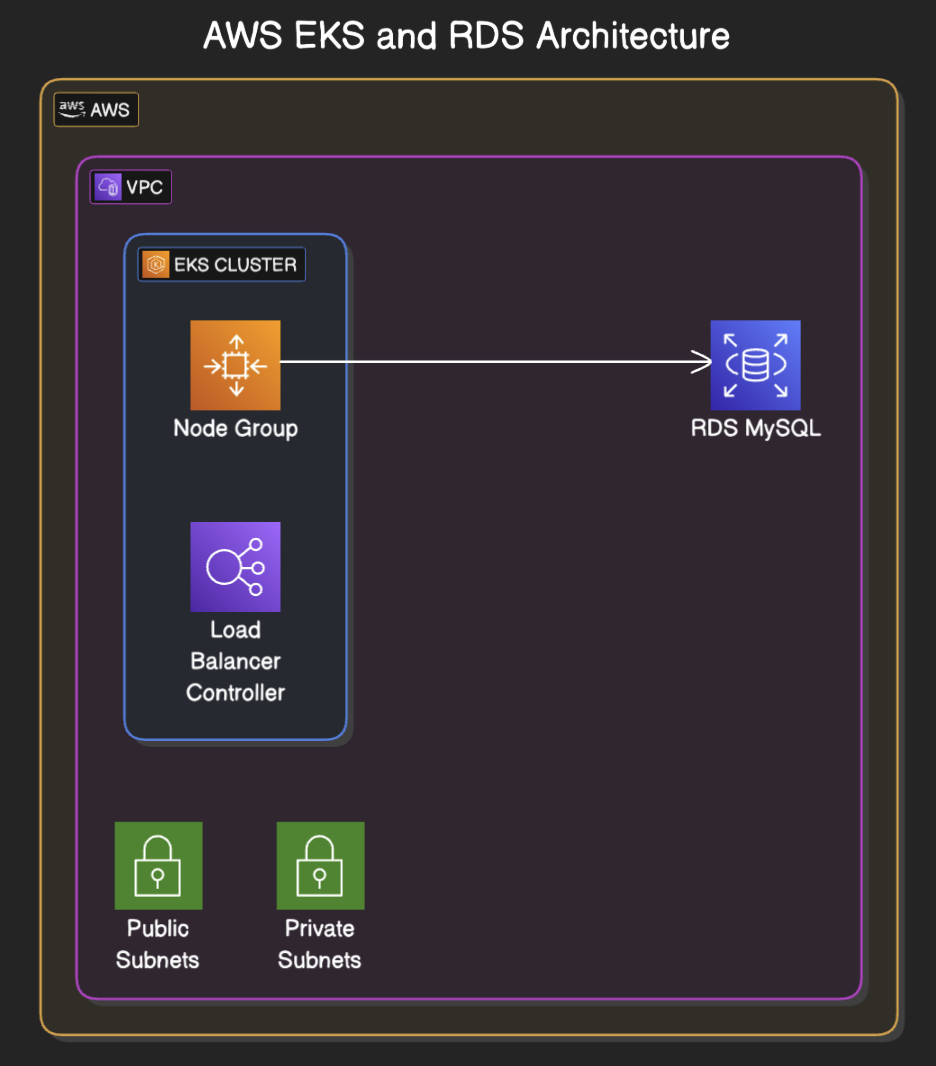 AWS EKS and RDS Architecture
aws AWS
VPC
EKS CLUSTER
Node Group
RDS MySQL
Load
Balancer
Controller
Public
Subnets
Private
Subnets